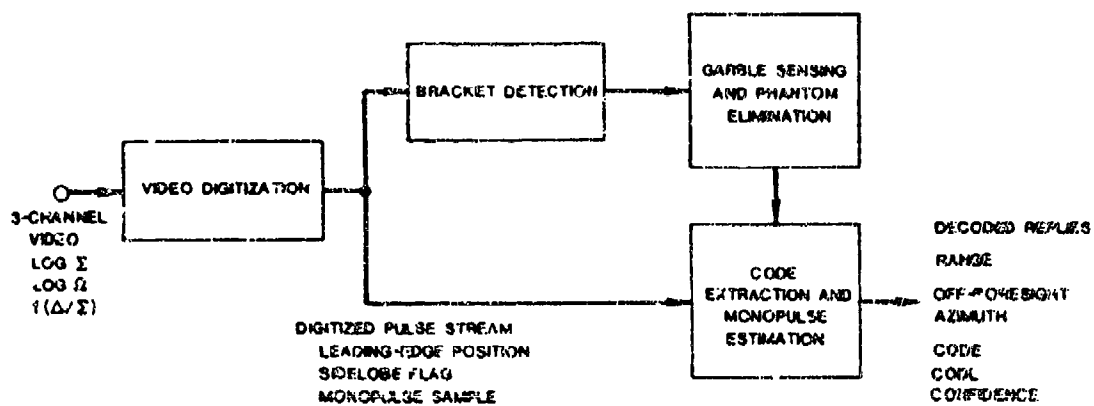 BRACKET DETECTION
GARBLE SENSING
AND PHANTOM
ELIMINATION
VIDEO DIGITIZATION
3-CHANNEL
VIDEO
LOG Σ
LOG Ω
f(Δ/Σ)
DIGITIZED PULSE STREAM
LEADING-EDGE POSITION
SIDELOBE FLAG
MONOPULSE SAMPLE
CODE
EXTRACTION AND
MONOPULSE
ESTIMATION
DECODED REPLIES
RANGE
OFF-BORESIGHT
AZIMUTH
CODE
CODE
CONFIDENCE